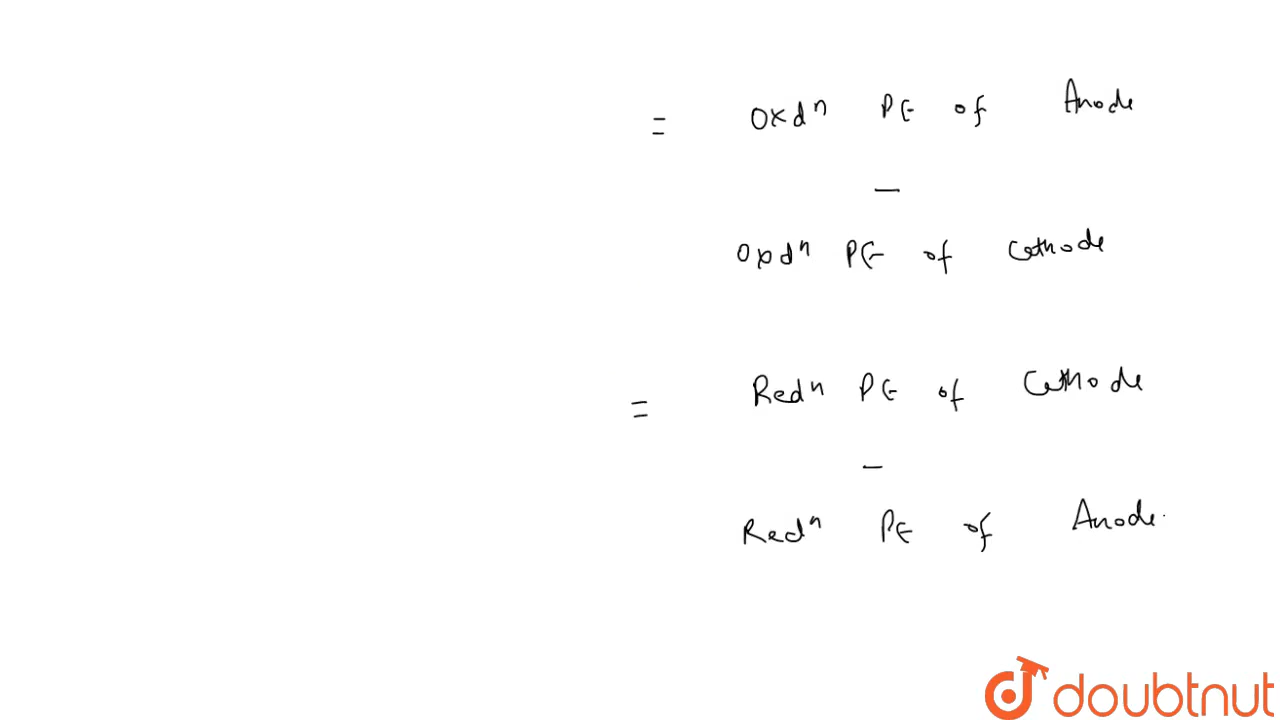 = Oxdⁿ PE of Anode
—
Oxdⁿ PE of Cathode
= Redⁿ PE of Cathode
—
Redⁿ PE of Anode.
doubtnut